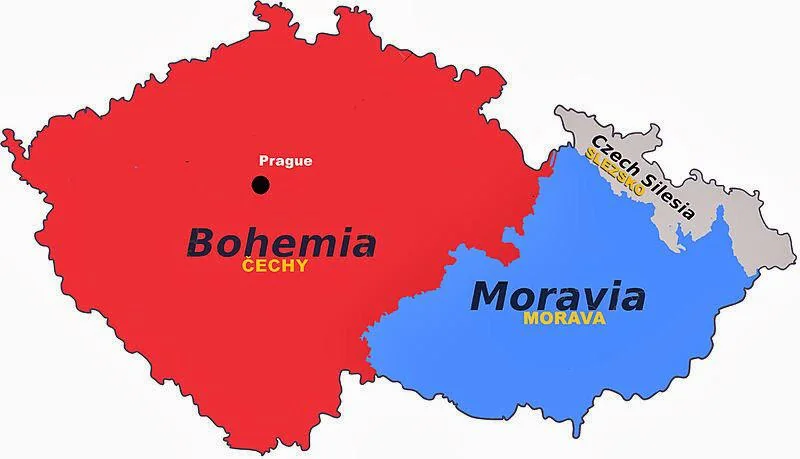 Prague
Bohemia
ČECHY
Moravia
MORAVA
Czech Silesia
SLEZSKO